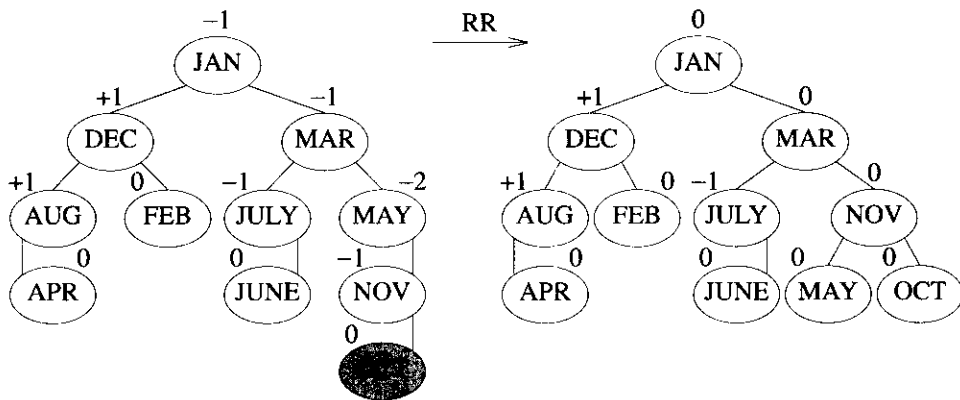 −1 RR 0
JAN JAN
+1 −1 +1 0
DEC MAR DEC MAR
+1 0 −1 −2 +1 0 −1 0
AUG FEB JULY MAY AUG FEB JULY NOV
0 0 −1 0 0 0 0
APR JUNE NOV APR JUNE MAY OCT
0